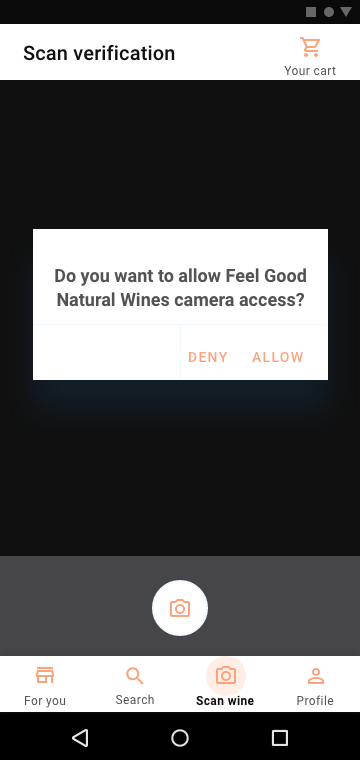 Scan verification
Your cart
Do you want to allow Feel Good
Natural Wines camera access?
DENY ALLOW
For you Search Scan wine Profile